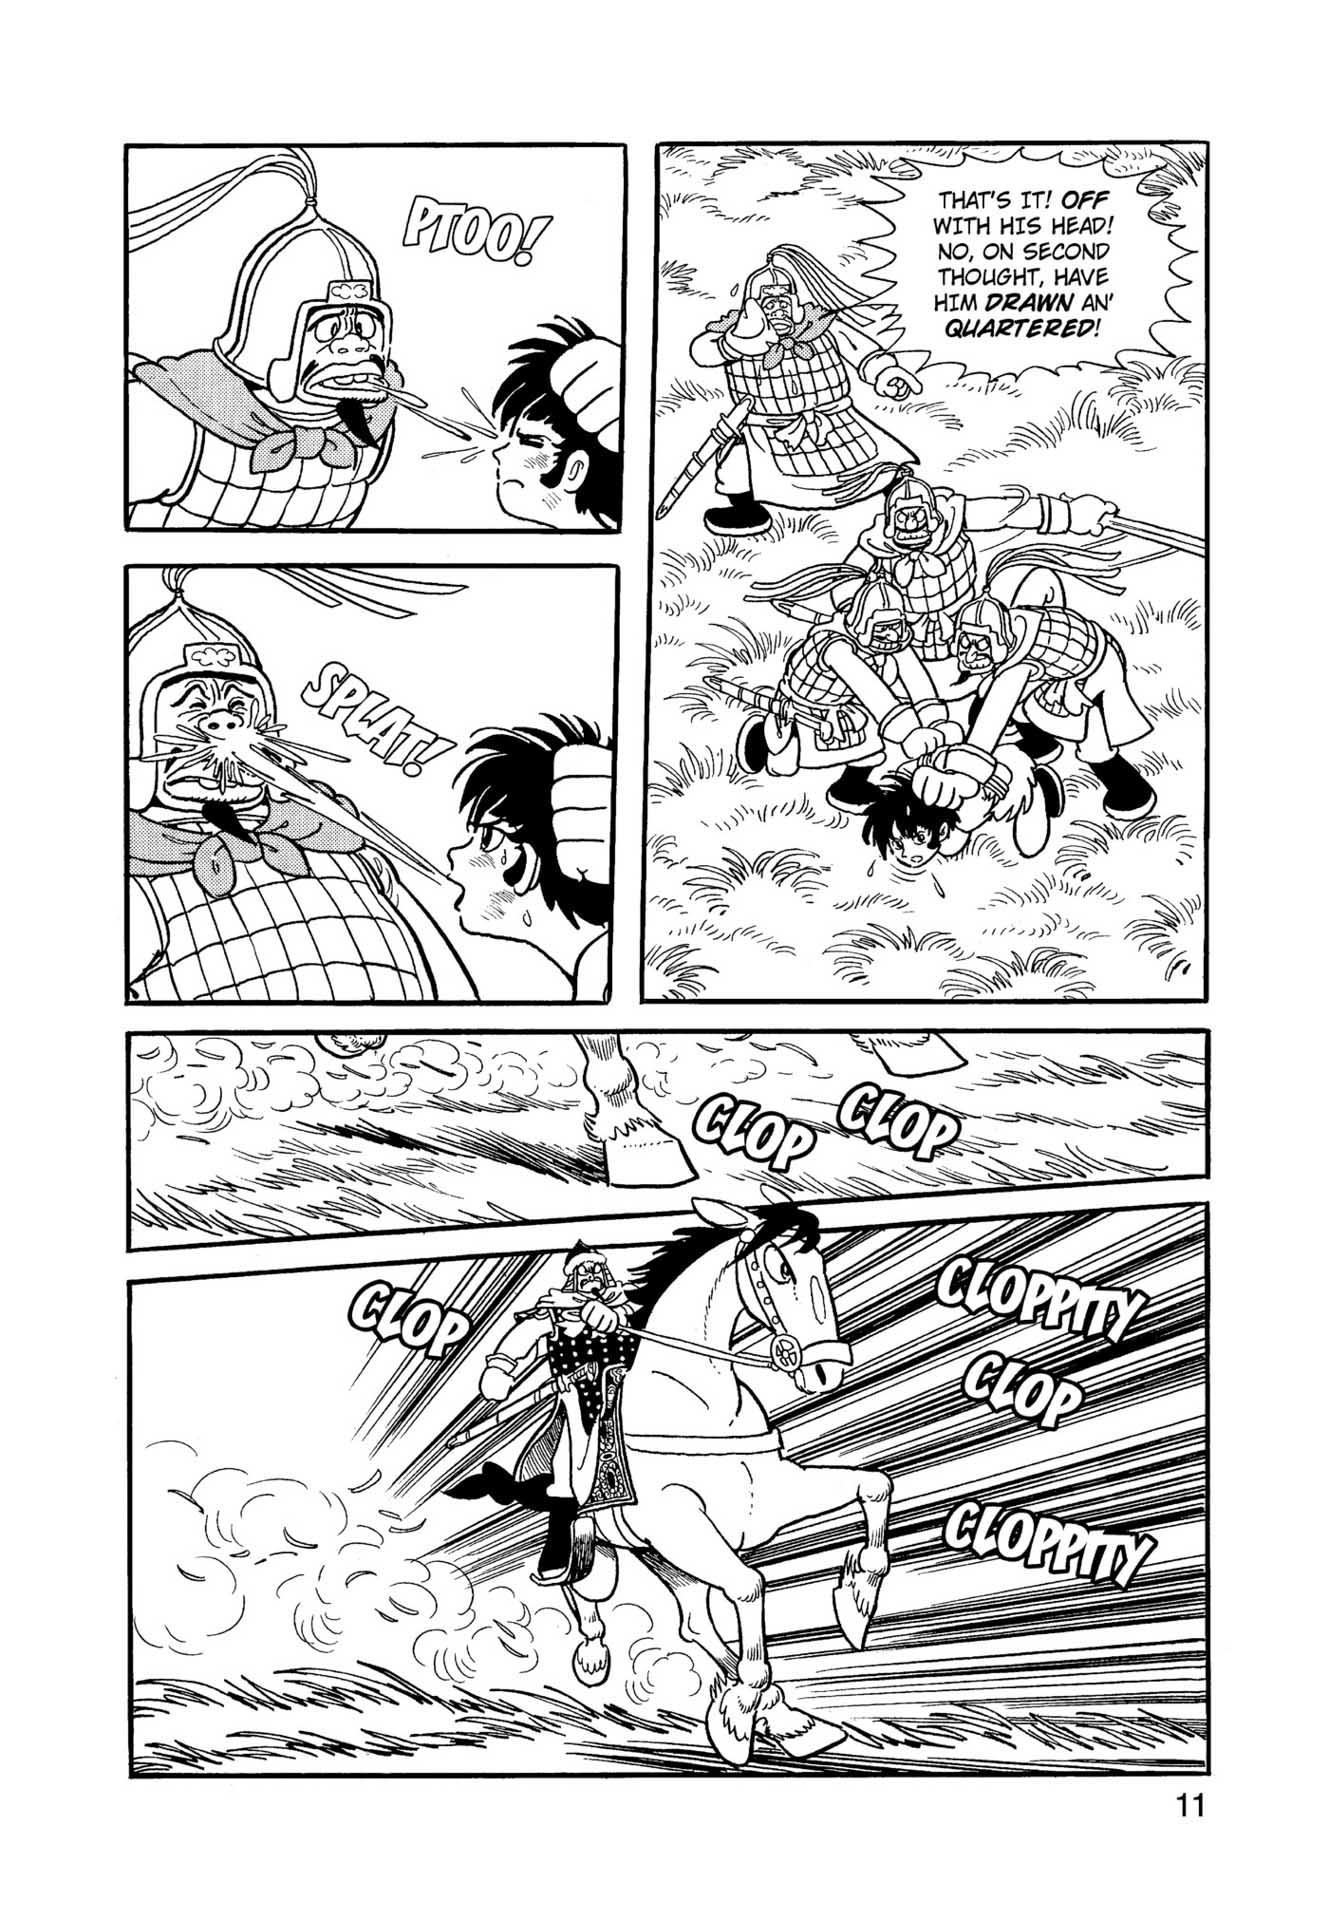 PTOO!
SPLAT!
THAT'S IT! OFF
WITH HIS HEAD!
NO, ON SECOND
THOUGHT, HAVE
HIM DRAWN AN'
QUARTERED!
CLOP
CLOP
CLOP
CLOPPITY
CLOP
CLOPPITY
11